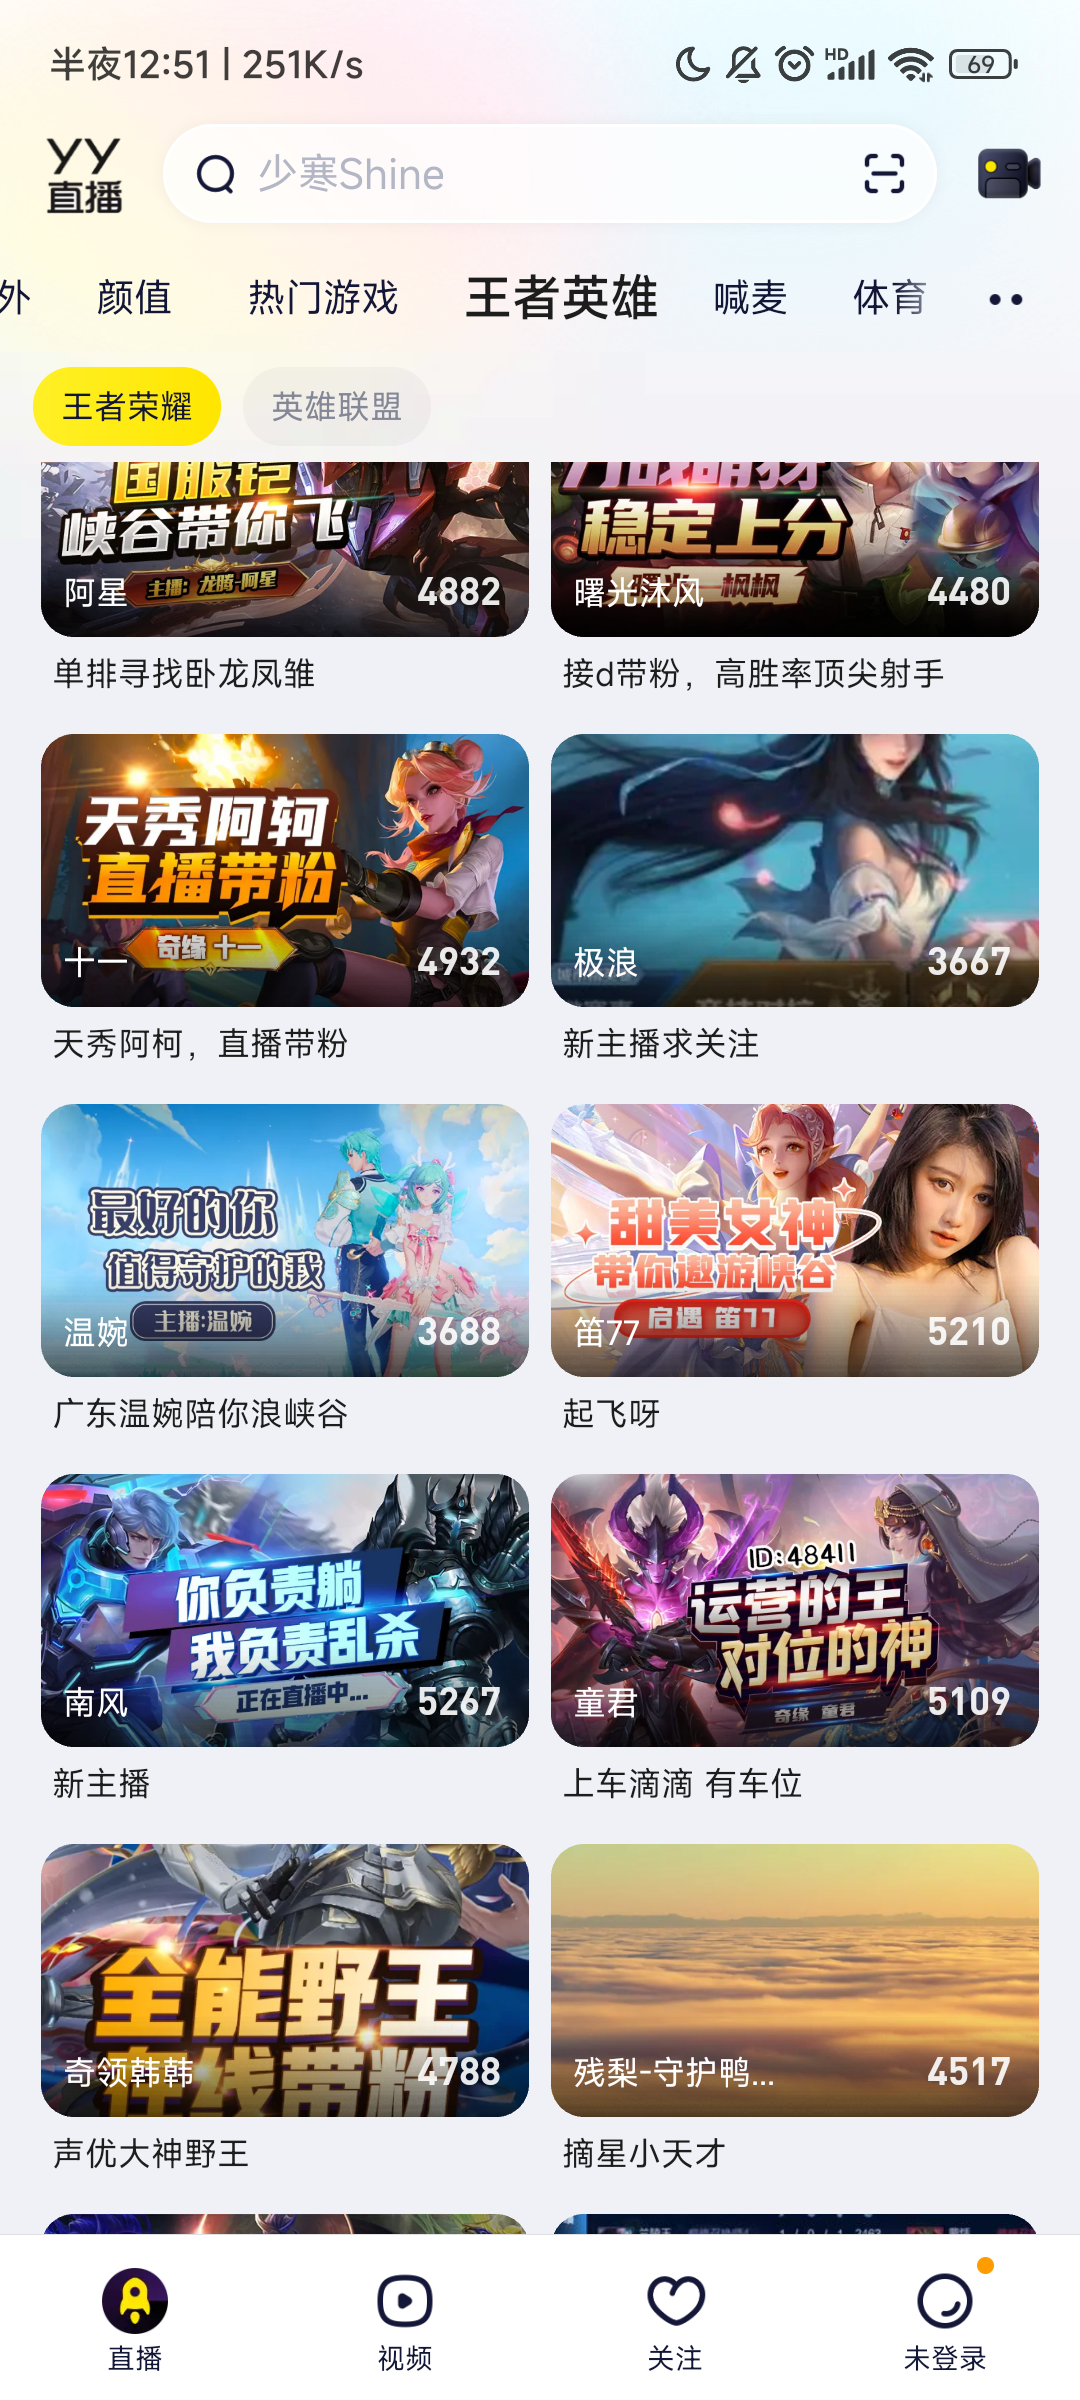 半夜12:51 | 251K/s
HD
69
YY
直播
少寒Shine
外 颜值 热门游戏 王者英雄 喊麦 体育
王者荣耀 英雄联盟
国服铠
峡谷带你飞
主播：龙腾-阿星
阿星 4882
单排寻找卧龙凤雏
稳定上分
枫枫
曙光沐风 4480
接d带粉，高胜率顶尖射手
天秀阿轲
直播带粉
奇缘 十一
十一 4932
天秀阿柯，直播带粉
极浪 3667
新主播求关注
最好的你
值得守护的我
主播:温婉
温婉 3688
广东温婉陪你浪峡谷
甜美女神
带你遨游峡谷
启遇 笛77
笛77 5210
起飞呀
你负责躺
我负责乱杀
正在直播中...
南风 5267
新主播
ID:48411
运营的王
对位的神
奇缘 童君
童君 5109
上车滴滴 有车位
全能野王
在线带粉
奇领韩韩 4788
声优大神野王
残梨-守护鸭... 4517
摘星小天才
直播 视频 关注 未登录